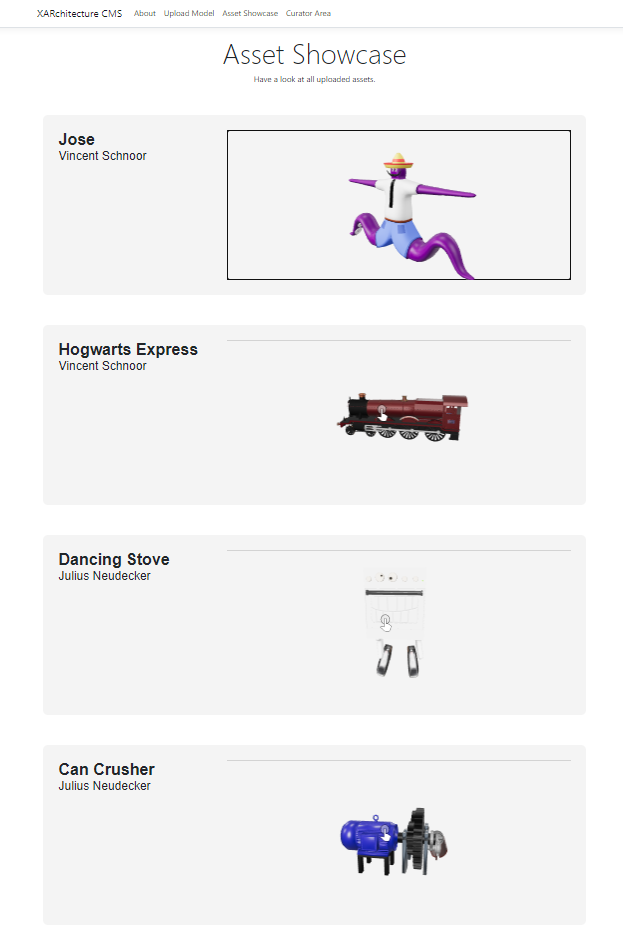 XARchitecture CMS About Upload Model Asset Showcase Curator Area
Asset Showcase
Have a look at all uploaded assets.
Jose
Vincent Schnoor
Hogwarts Express
Vincent Schnoor
Dancing Stove
Julius Neudecker
Can Crusher
Julius Neudecker